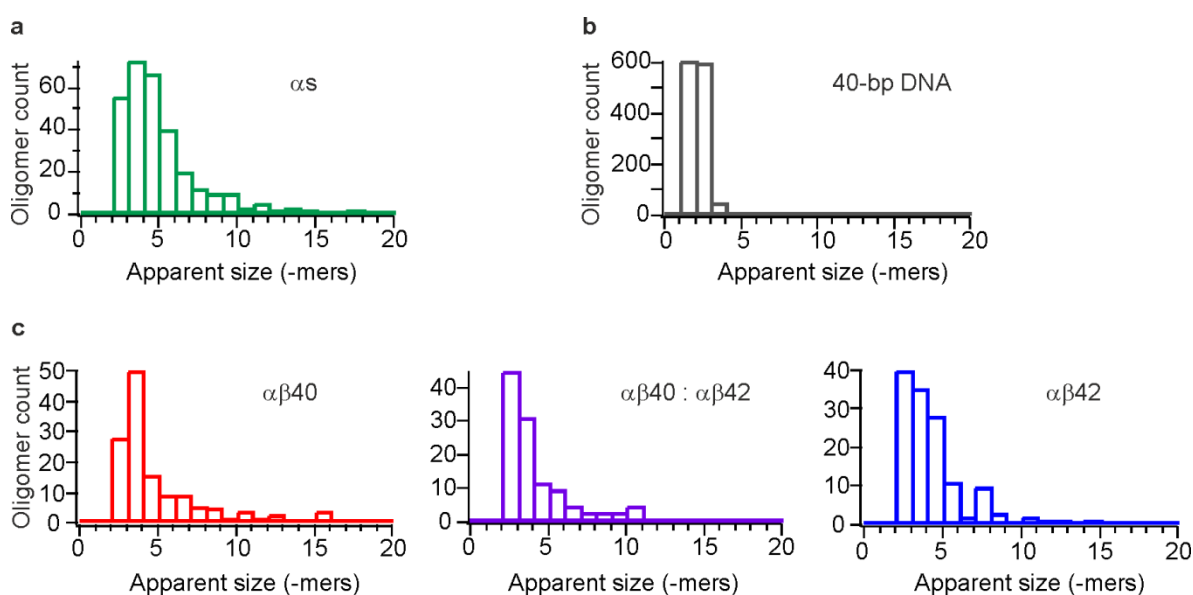 a
αs
Oligomer count
60
40
20
0
0 5 10 15 20
Apparent size (-mers)
b
40-bp DNA
Oligomer count
600
400
200
0
0 5 10 15 20
Apparent size (-mers)
c
αβ40
Oligomer count
50
40
30
20
10
0
0 5 10 15 20
Apparent size (-mers)
αβ40 : αβ42
40
30
20
10
0
0 5 10 15 20
Apparent size (-mers)
αβ42
40
30
20
10
0
0 5 10 15 20
Apparent size (-mers)